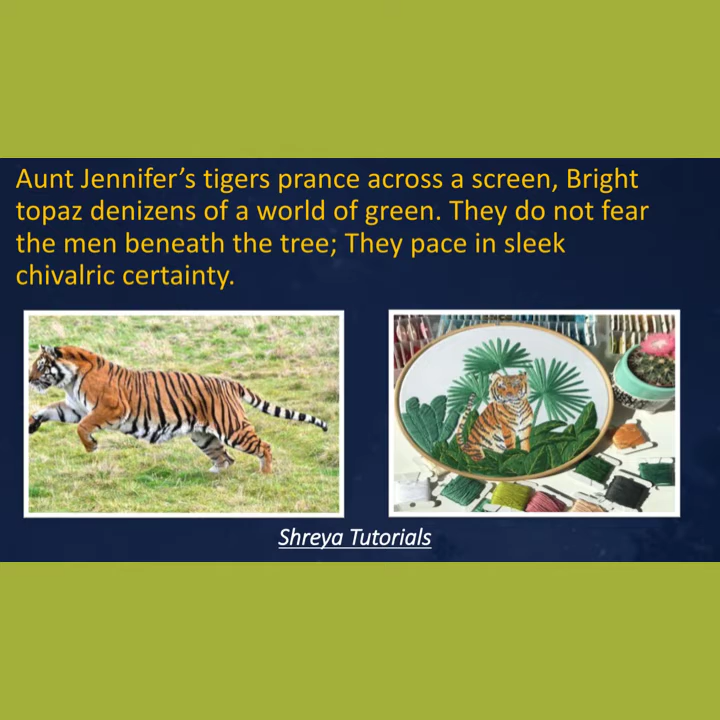 Aunt Jennifer’s tigers prance across a screen, Bright
topaz denizens of a world of green. They do not fear
the men beneath the tree; They pace in sleek
chivalric certainty.
Shreya Tutorials